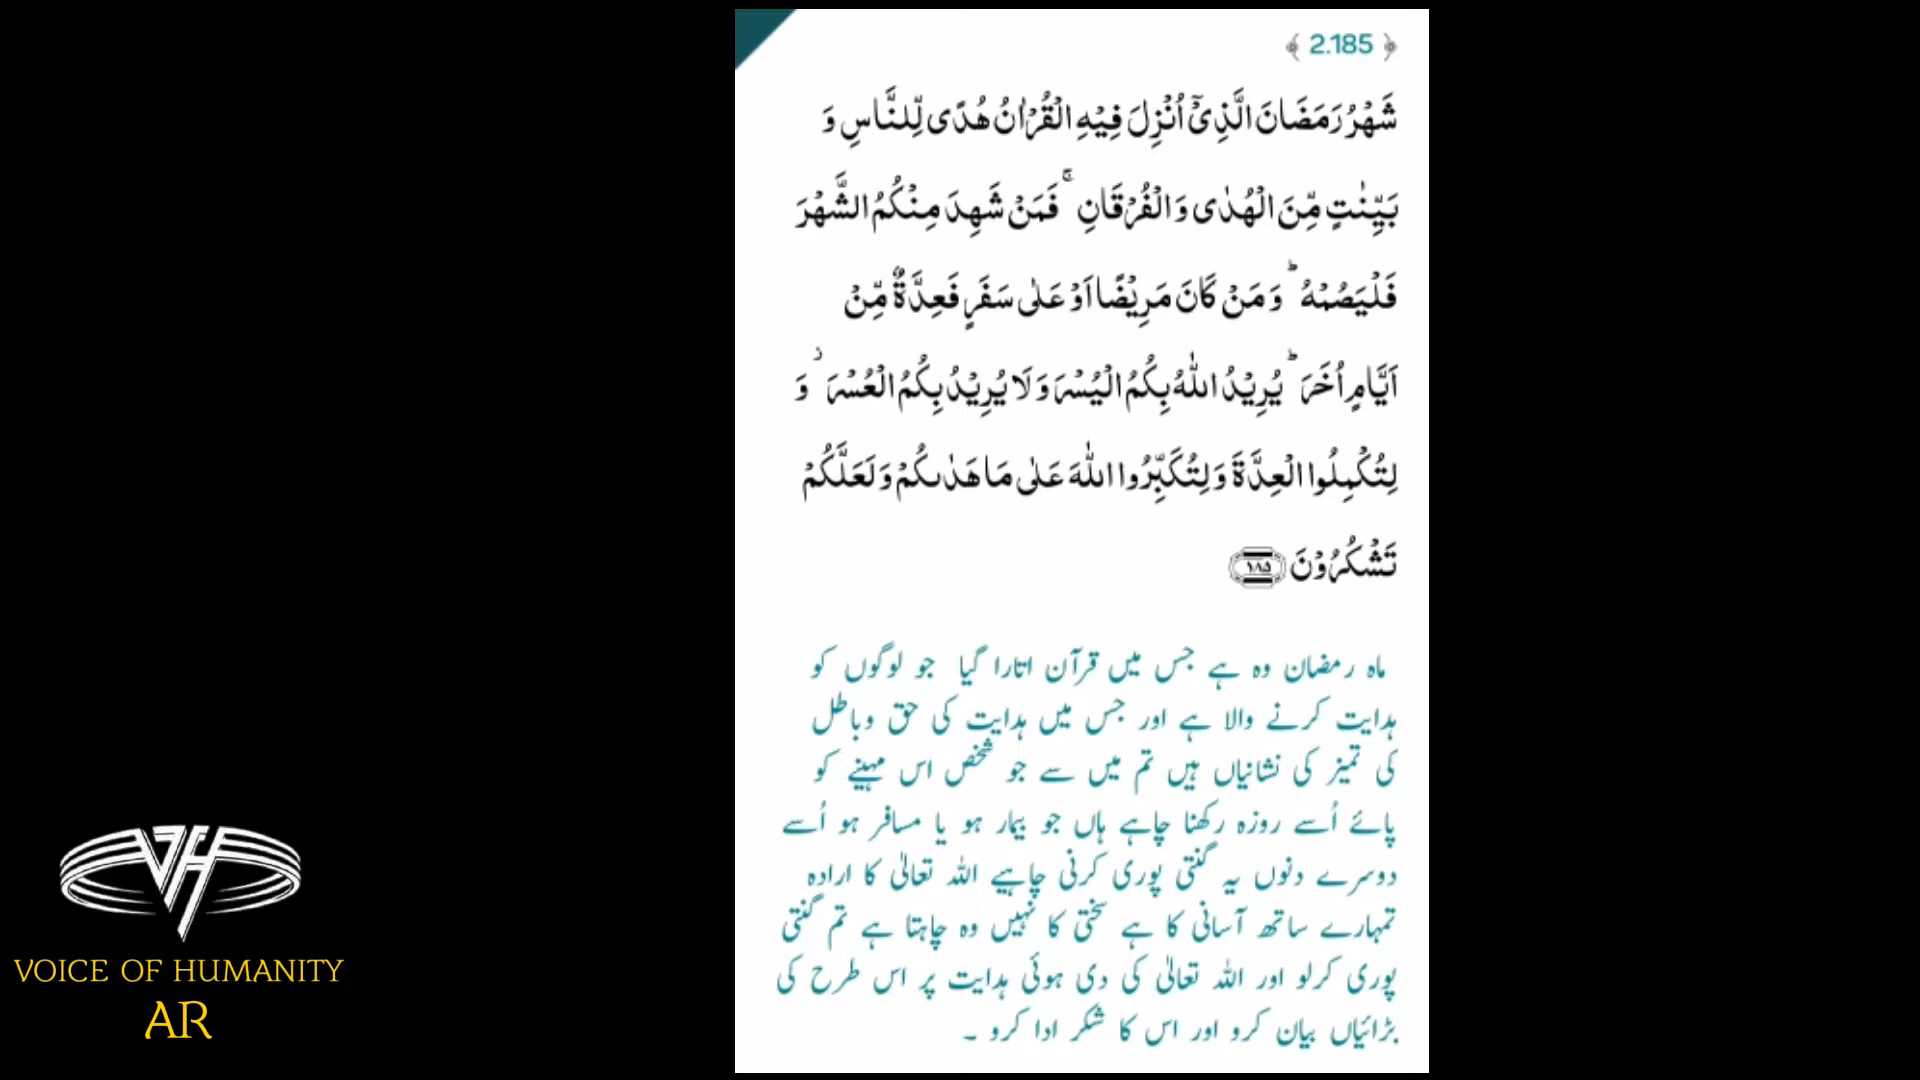 2.185
شَهْرُ رَمَضَانَ الَّذِیْۤ اُنْزِلَ فِیْهِ الْقُرْاٰنُ هُدًی لِّلنَّاسِ وَ
بَیِّنٰتٍ مِّنَ الْهُدٰی وَ الْفُرْقَانِ ۚ فَمَنْ شَهِدَ مِنْكُمُ الشَّهْرَ
فَلْیَصُمْهُ ؕ وَ مَنْ كَانَ مَرِیْضًا اَوْ عَلٰی سَفَرٍ فَعِدَّةٌ مِّنْ
اَیَّامٍ اُخَرَ ؕ یُرِیْدُ اللّٰهُ بِكُمُ الْیُسْرَ وَ لَا یُرِیْدُ بِكُمُ الْعُسْرَ ؗ وَ
لِتُكْمِلُوا الْعِدَّةَ وَ لِتُكَبِّرُوا اللّٰهَ عَلٰی مَا هَدٰىكُمْ وَ لَعَلَّكُمْ
تَشْكُرُوْنَ ﴿۱۸۵﴾
ماہ رمضان وہ ہے جس میں قرآن اتارا گیا جو لوگوں کو
ہدایت کرنے والا ہے اور جس میں ہدایت کی حق وباطل
کی تمیز کی نشانیاں ہیں تم میں سے جو شخص اس مہینے کو
پائے اُسے روزہ رکھنا چاہے ہاں جو بیمار ہو یا مسافر ہو اُسے
دوسرے دنوں یہ گنتی پوری کرنی چاہیے اللہ تعالٰی کا ارادہ
تمہارے ساتھ آسانی کا ہے سختی کا نہیں وہ چاہتا ہے تم گنتی
پوری کرلو اور اللہ تعالٰی کی دی ہوئی ہدایت پر اس طرح کی
بڑائیاں بیان کرو اور اس کا شکر ادا کرو ۔
VH
VOICE OF HUMANITY
AR